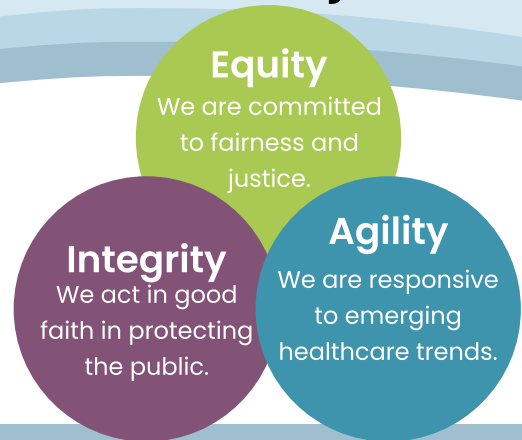 Equity
We are committed
to fairness and
justice.
Integrity
We act in good
faith in protecting
the public.
Agility
We are responsive
to emerging
healthcare trends.